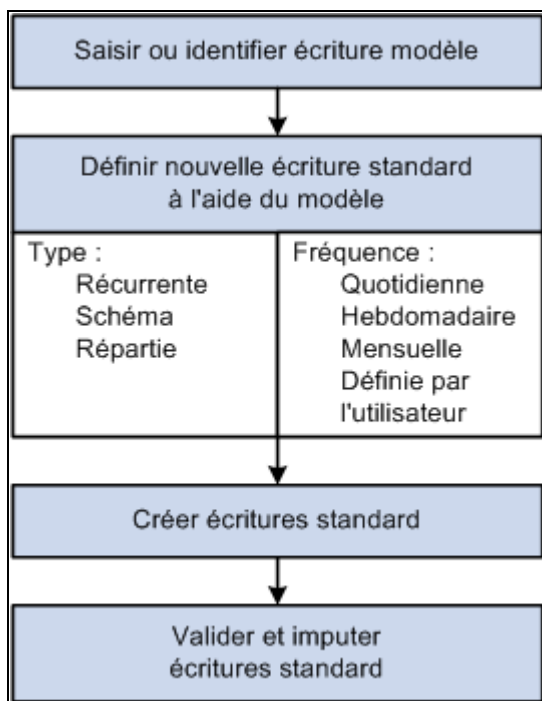 Saisir ou identifier écriture modèle
Définir nouvelle écriture standard
à l'aide du modèle
Type :
Récurrente
Schéma
Répartie
Fréquence :
Quotidienne
Hebdomadaire
Mensuelle
Définie par
l'utilisateur
Créer écritures standard
Valider et imputer
écritures standard